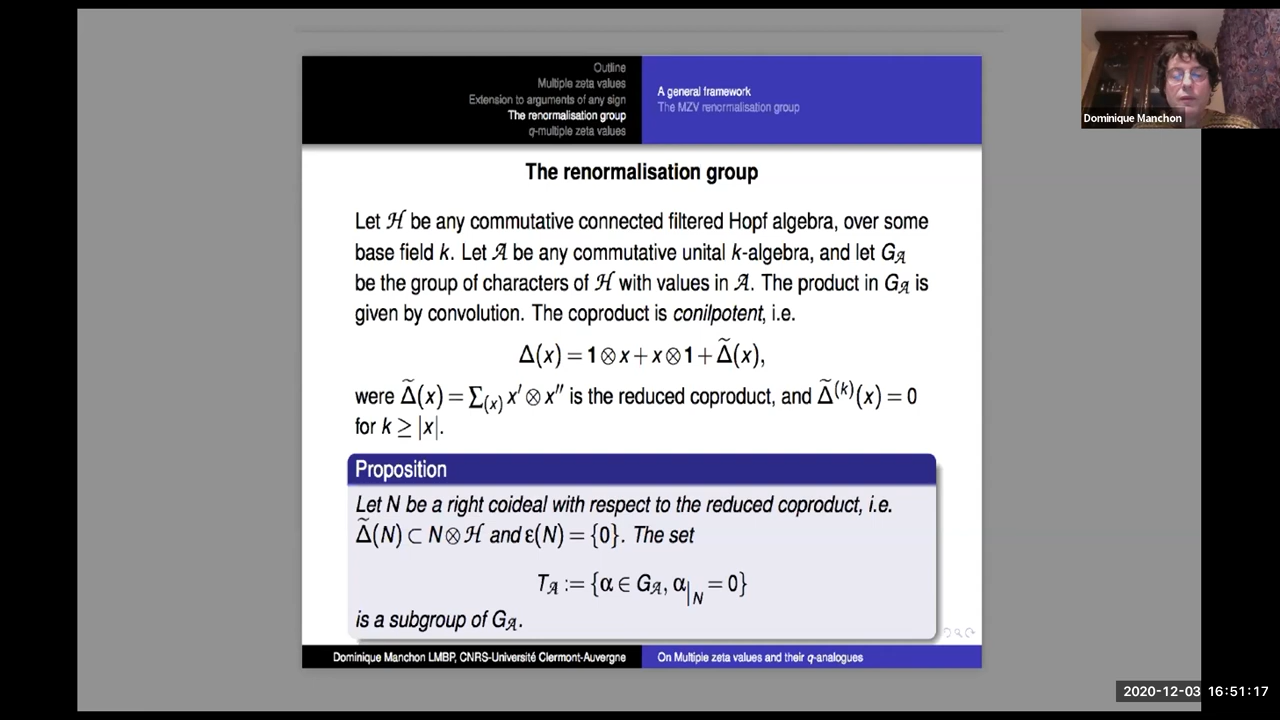 Outline
Multiple zeta values
Extension to arguments of any sign
The renormalisation group
q-multiple zeta values
A general framework
The MZV renormalisation group
Dominique Manchon
The renormalisation group
Let ℋ be any commutative connected filtered Hopf algebra, over some
base field k. Let 𝒜 be any commutative unital k-algebra, and let G_𝒜
be the group of characters of ℋ with values in 𝒜. The product in G_𝒜 is
given by convolution. The coproduct is conilpotent, i.e.
Δ(x) = 1⊗x + x⊗1 + Δ̃(x),
were Δ̃(x) = ∑_(x) x′ ⊗ x″ is the reduced coproduct, and Δ̃^(k)(x) = 0
for k ≥ |x|.
Proposition
Let N be a right coideal with respect to the reduced coproduct, i.e.
Δ̃(N) ⊂ N⊗ℋ and ε(N) = {0}. The set
T_𝒜 := {α ∈ G_𝒜, α|_N = 0}
is a subgroup of G_𝒜.
Dominique Manchon LMBP, CNRS-Université Clermont-Auvergne
On Multiple zeta values and their q-analogues
2020-12-03 16:51:17